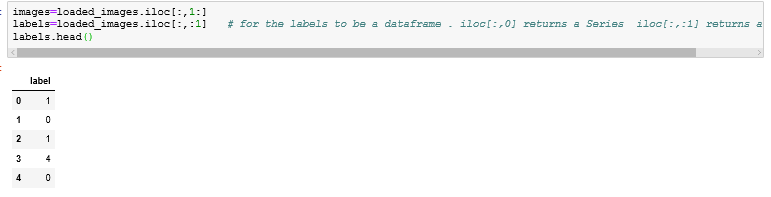 images=loaded_images.iloc[:,1:]
labels=loaded_images.iloc[:,:1]   # for the labels to be a dataframe . iloc[:,0] returns a Series  iloc[:,:1] returns a
labels.head()
label
0 1
1 0
2 1
3 4
4 0